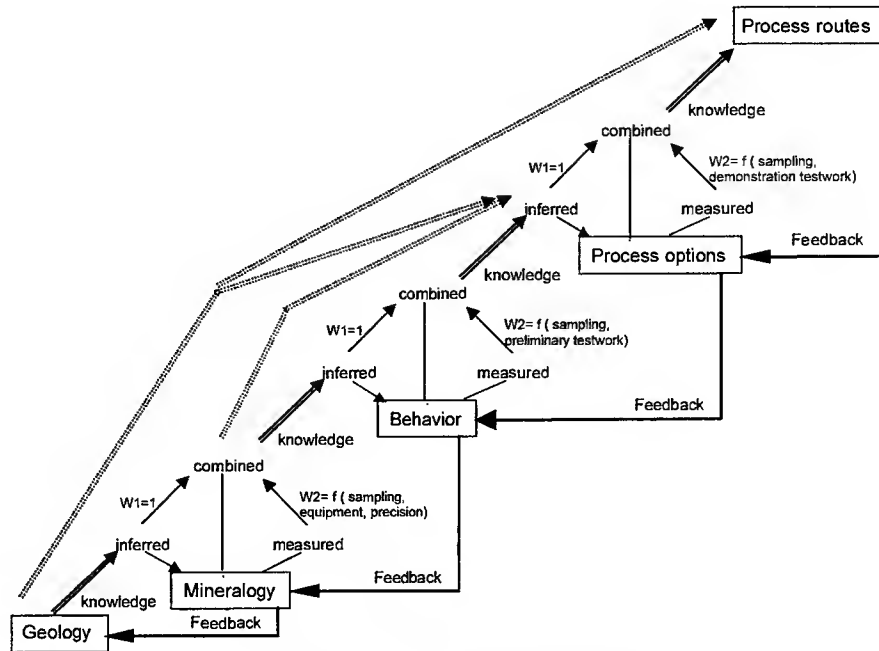 Process routes
knowledge
combined
W1=1
W2= f ( sampling,
demonstration testwork)
inferred
measured
Process options
Feedback
knowledge
combined
W1=1
W2= f ( sampling,
preliminary testwork)
inferred
measured
Behavior
Feedback
knowledge
combined
W1=1
W2= f ( sampling,
equipment, precision)
inferred
measured
Mineralogy
Feedback
knowledge
Geology
Feedback